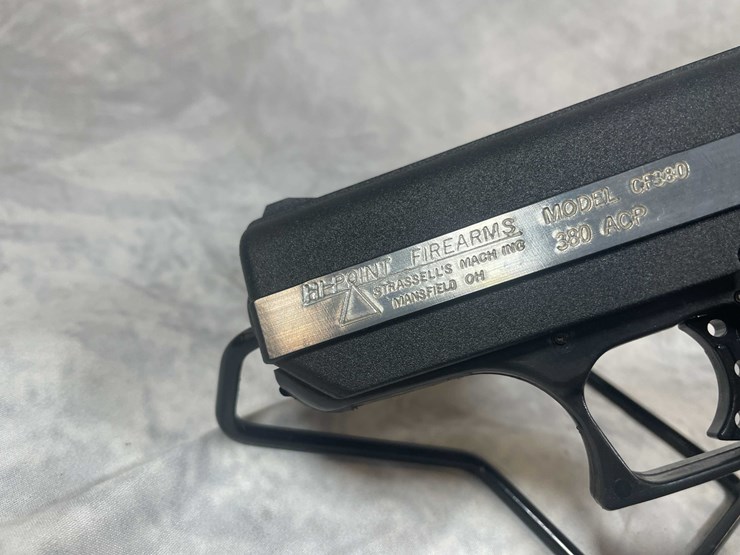 HI-POINT FIREARMS MODEL CF380
STRASSELL'S MACH INC 380 ACP
MANSFIELD OH